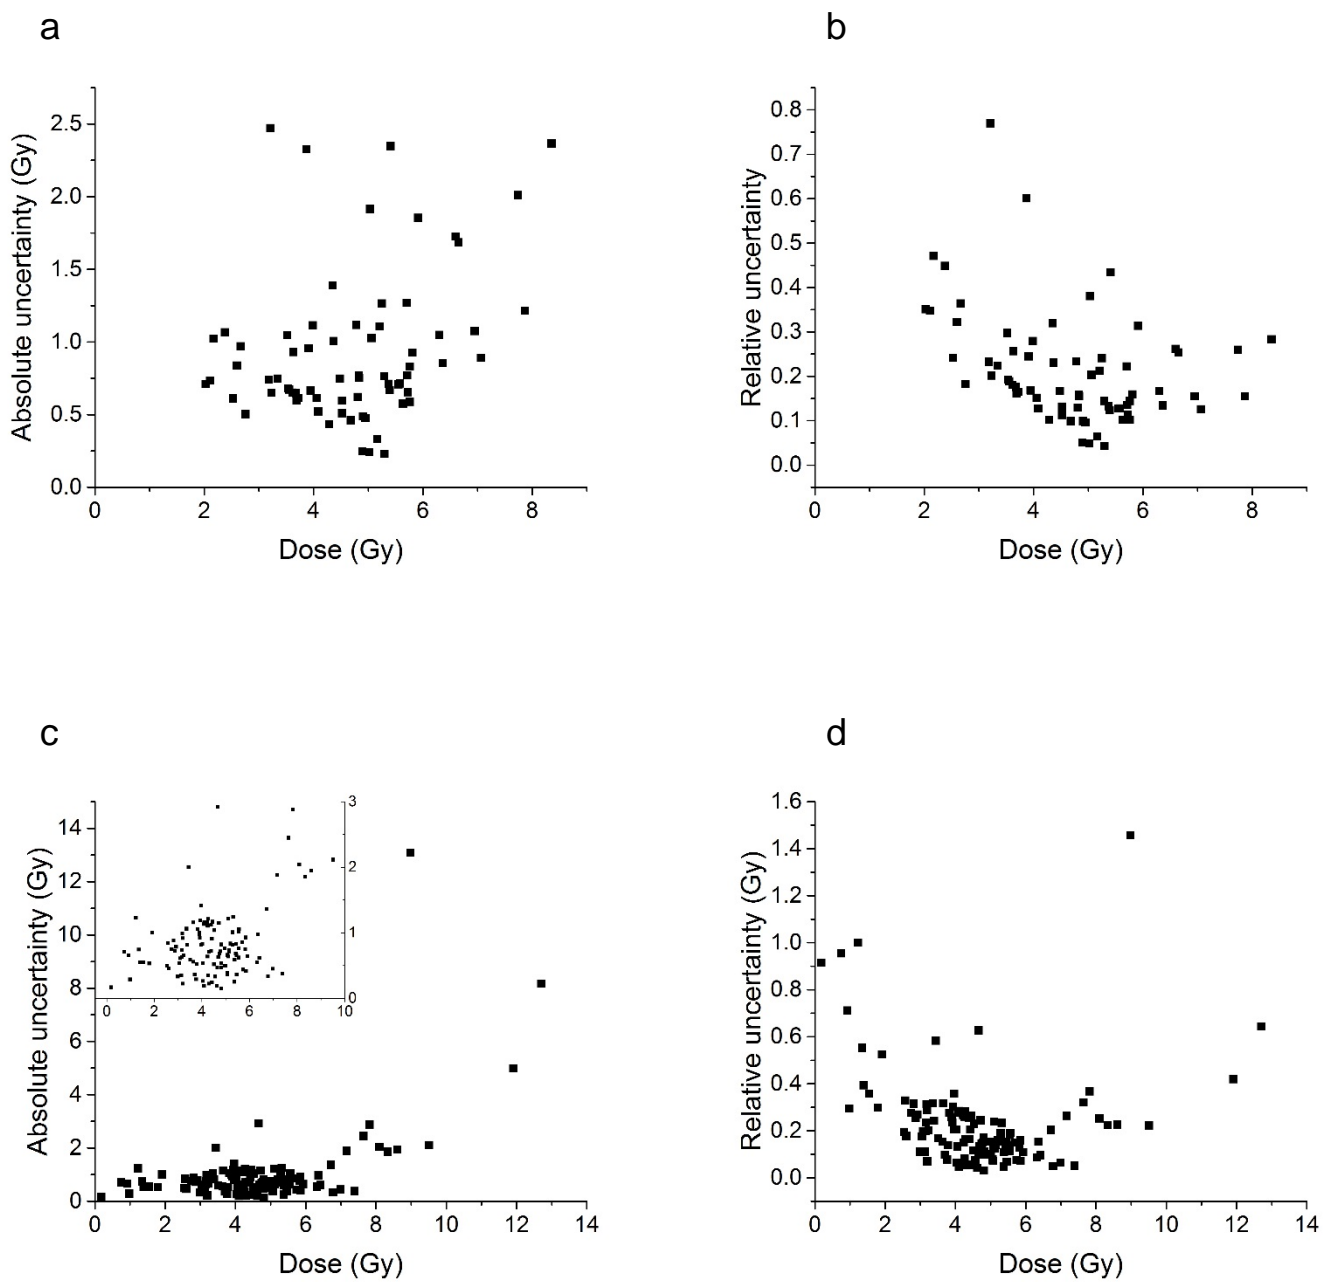 a
2.5
2.0
1.5
1.0
0.5
0.0
0 2 4 6 8
Absolute uncertainty (Gy)
Dose (Gy)
b
0.8
0.7
0.6
0.5
0.4
0.3
0.2
0.1
0.0
0 2 4 6 8
Relative uncertainty
Dose (Gy)
c
14
12
10
8
6
4
2
0
0 2 4 6 8 10 12 14
Absolute uncertainty (Gy)
Dose (Gy)
3
2
1
0
0 2 4 6 8 10
d
1.6
1.4
1.2
1.0
0.8
0.6
0.4
0.2
0.0
0 2 4 6 8 10 12 14
Relative uncertainty (Gy)
Dose (Gy)